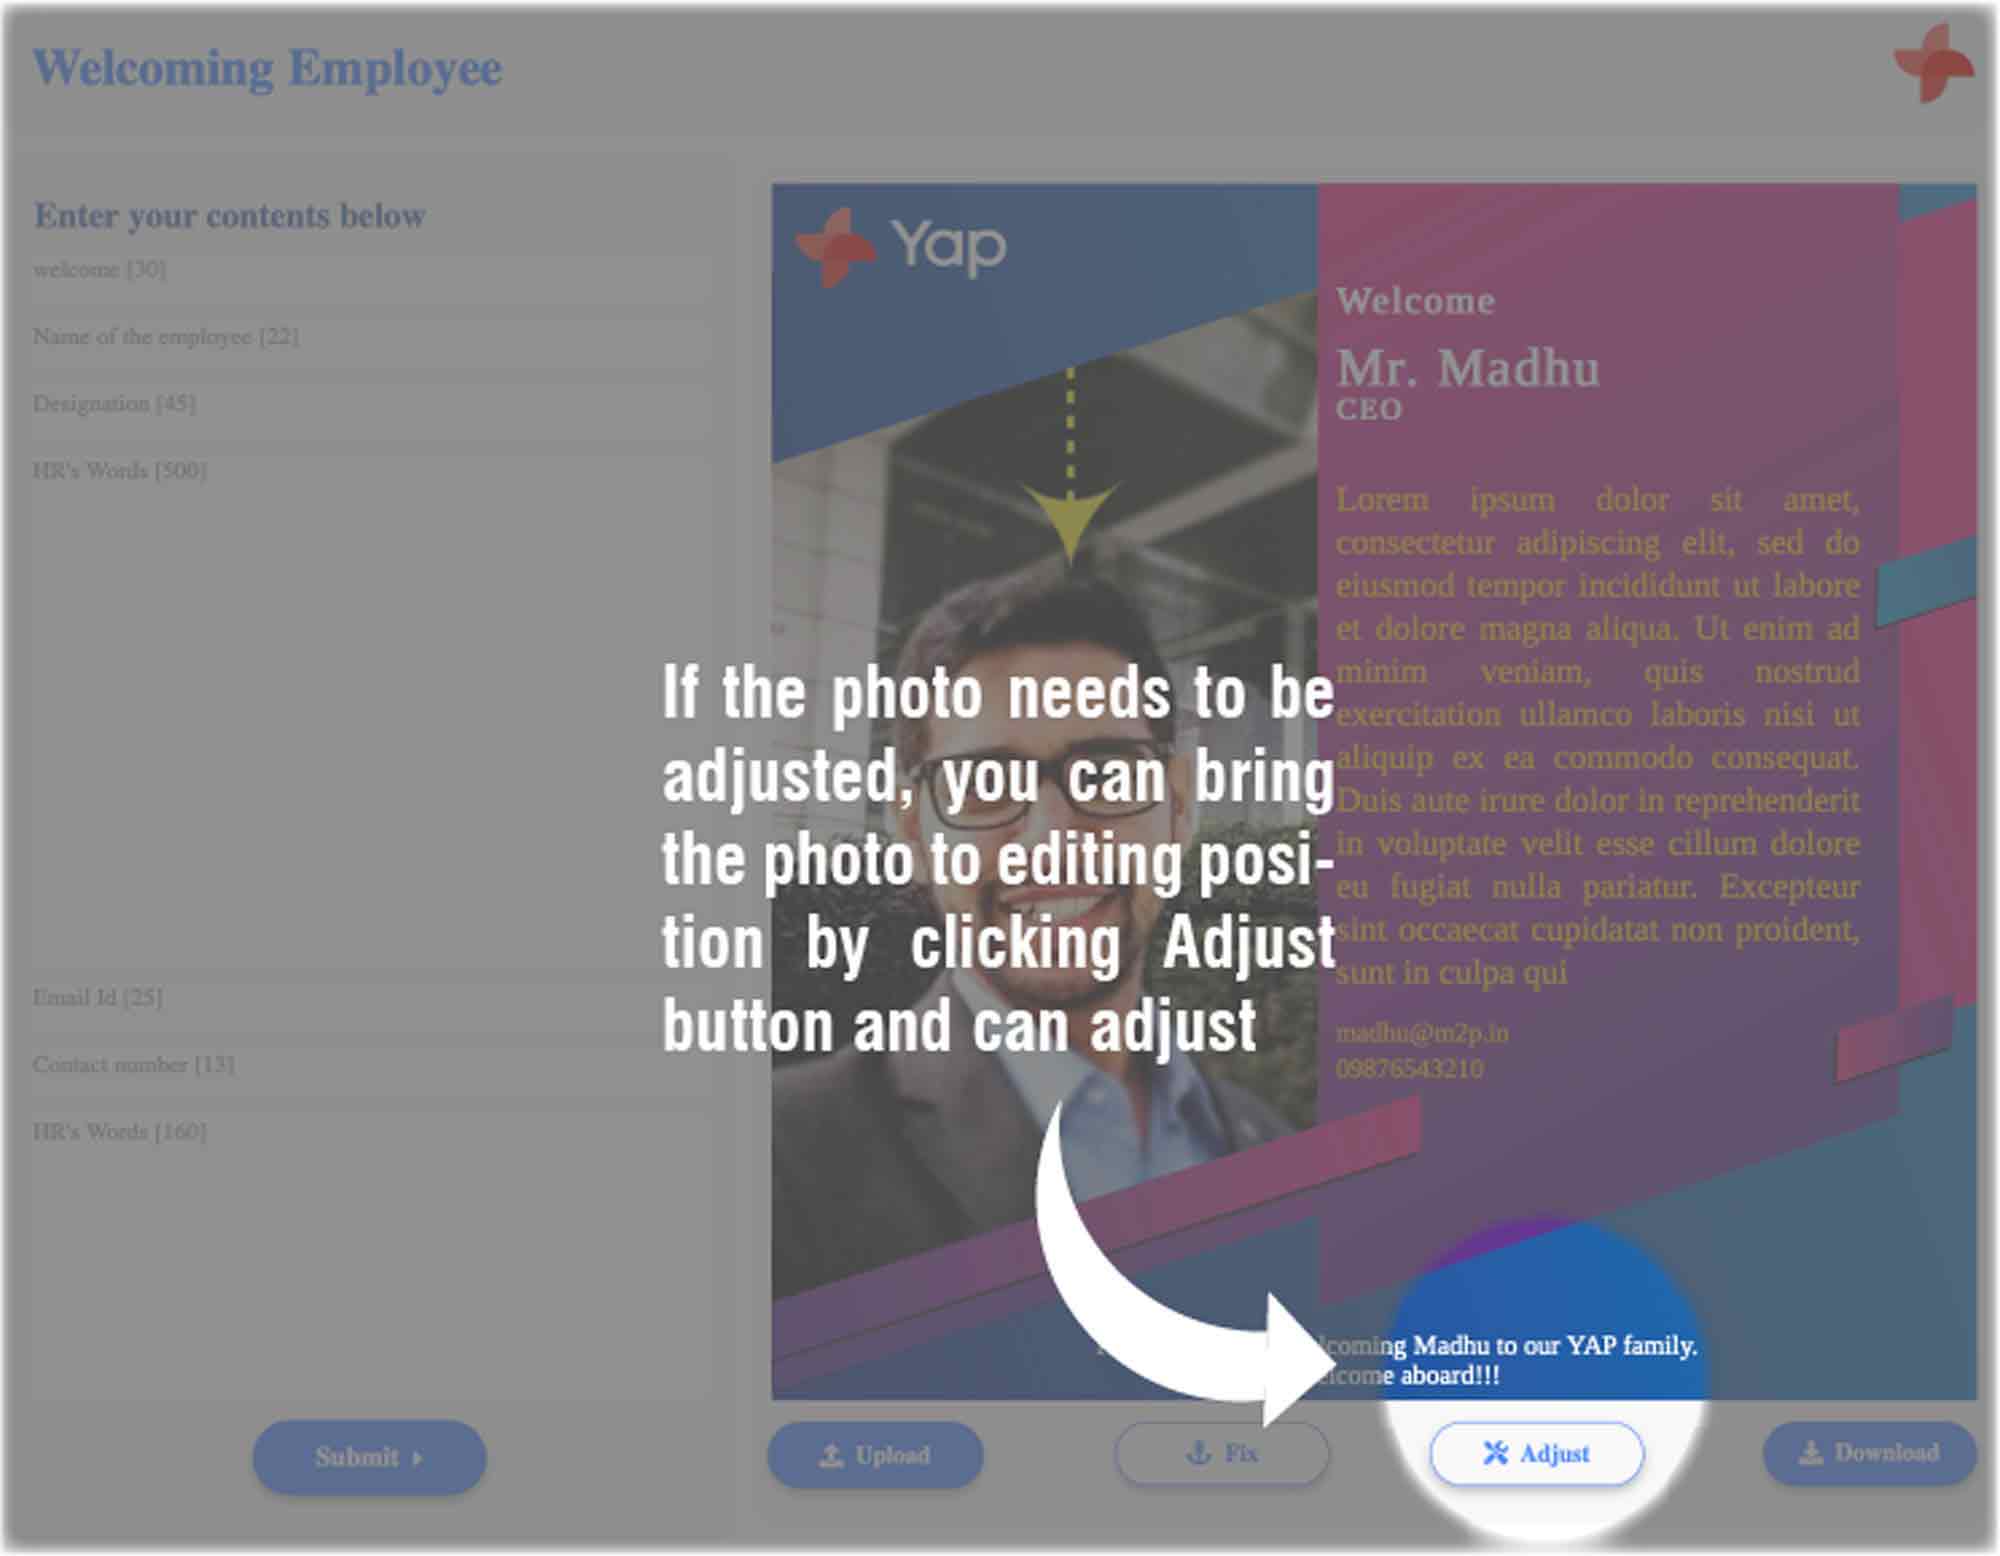 Welcoming Employee
Enter your contents below
welcome [30]
Name of the employee [22]
Designation [45]
HR's Words [500]
Email Id [25]
Contact number [13]
HR's Words [160]
Submit
Yap
Welcome
Mr. Madhu
CEO
Lorem ipsum dolor sit amet,
consectetur adipiscing elit, sed do
eiusmod tempor incididunt ut labore
et dolore magna aliqua. Ut enim ad
minim veniam, quis nostrud
exercitation ullamco laboris nisi ut
aliquip ex ea commodo consequat.
Duis aute irure dolor in reprehenderit
in voluptate velit esse cillum dolore
eu fugiat nulla pariatur. Excepteur
sint occaecat cupidatat non proident,
sunt in culpa qui
madhu@m2p.in
09876543210
If the photo needs to be
adjusted, you can bring
the photo to editing posi-
tion by clicking Adjust
button and can adjust
Madhu to our YAP family.
aboard!!!
Upload
Fix
Adjust
Download